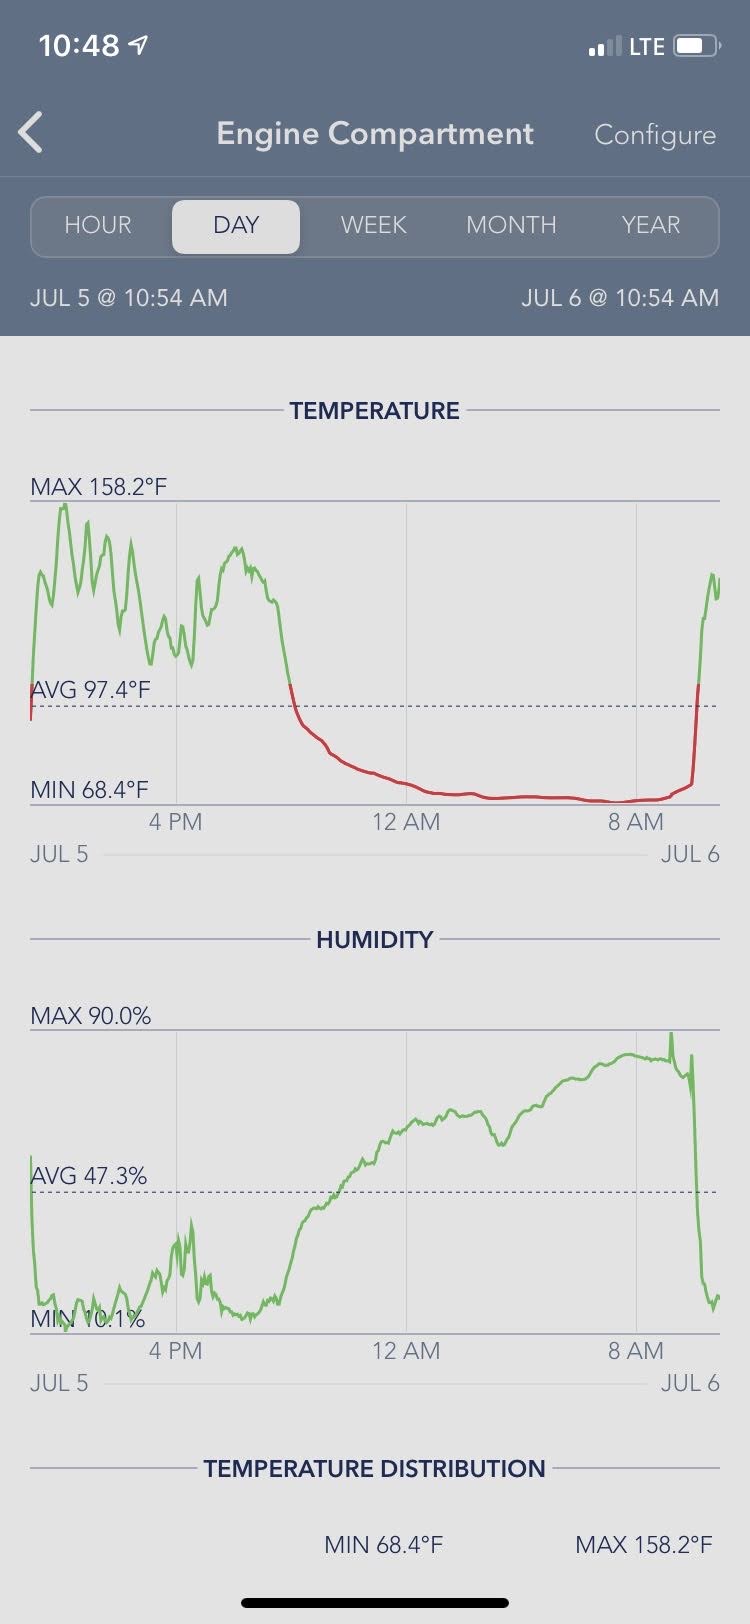 10:48 LTE
Engine Compartment Configure
HOUR DAY WEEK MONTH YEAR
JUL 5 @ 10:54 AM JUL 6 @ 10:54 AM
TEMPERATURE
MAX 158.2°F
AVG 97.4°F
MIN 68.4°F
4 PM 12 AM 8 AM
JUL 5 JUL 6
HUMIDITY
MAX 90.0%
AVG 47.3%
MIN 10.1%
4 PM 12 AM 8 AM
JUL 5 JUL 6
TEMPERATURE DISTRIBUTION
MIN 68.4°F MAX 158.2°F